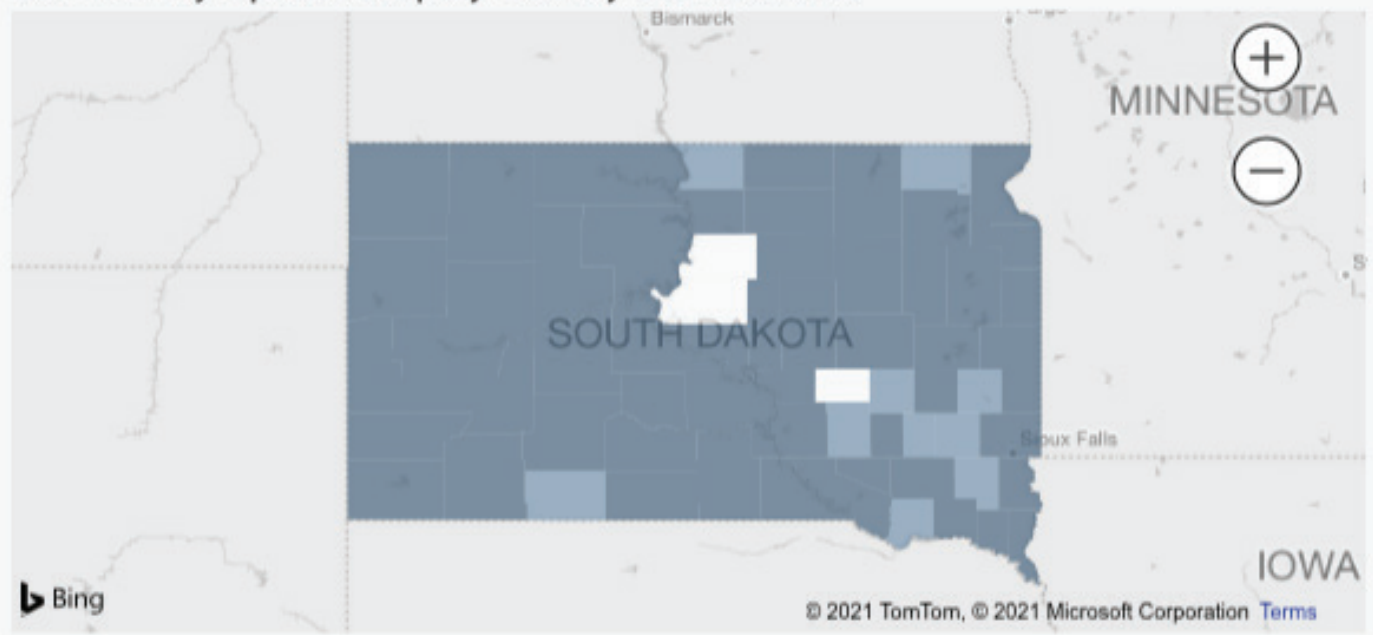 Bismarck
MINNESOTA
SOUTH DAKOTA
Sioux Falls
IOWA
Bing
© 2021 TomTom, © 2021 Microsoft Corporation Terms